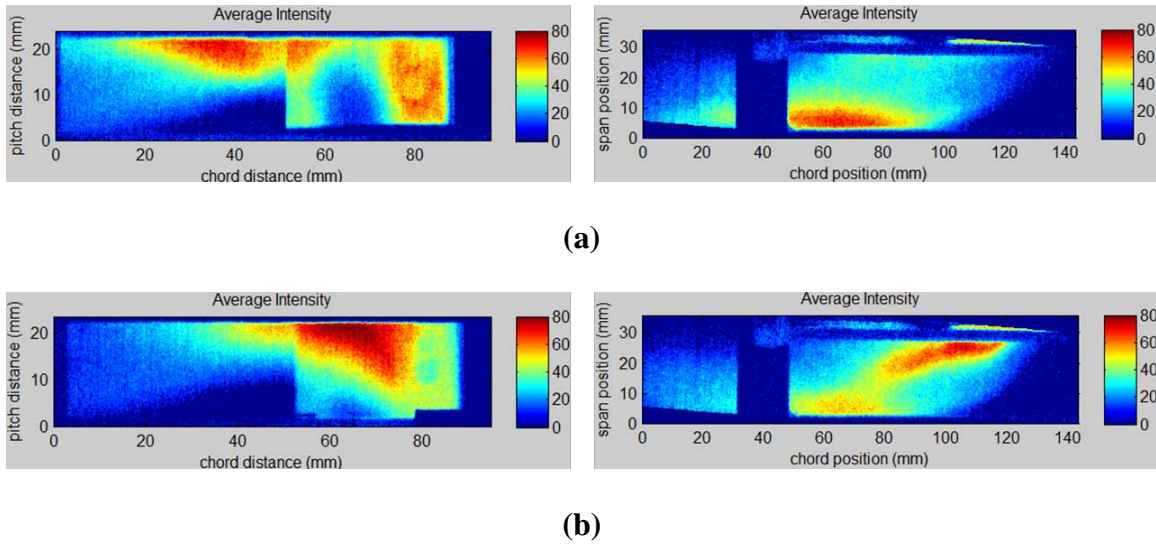 Average Intensity
pitch distance (mm)
20
10
0
0 20 40 60 80
chord distance (mm)
80
60
40
20
0
Average Intensity
span position (mm)
30
20
10
0
0 20 40 60 80 100 120 140
chord position (mm)
80
60
40
20
0
(a)
Average Intensity
pitch distance (mm)
20
10
0
0 20 40 60 80
chord distance (mm)
80
60
40
20
0
Average Intensity
span position (mm)
30
20
10
0
0 20 40 60 80 100 120 140
chord position (mm)
80
60
40
20
0
(b)